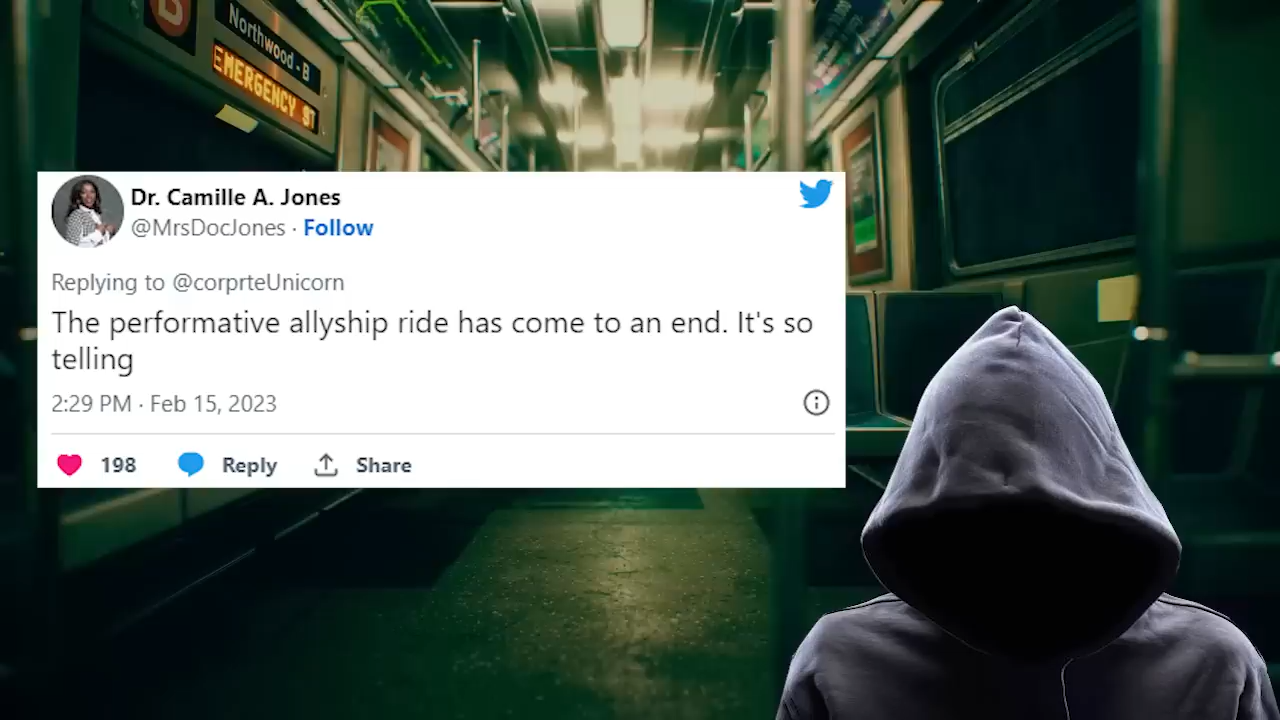 B
Northwood - B
EMERGENCY ST
Dr. Camille A. Jones
@MrsDocJones · Follow
Replying to @corprteUnicorn
The performative allyship ride has come to an end. It's so
telling
2:29 PM · Feb 15, 2023
198 Reply Share